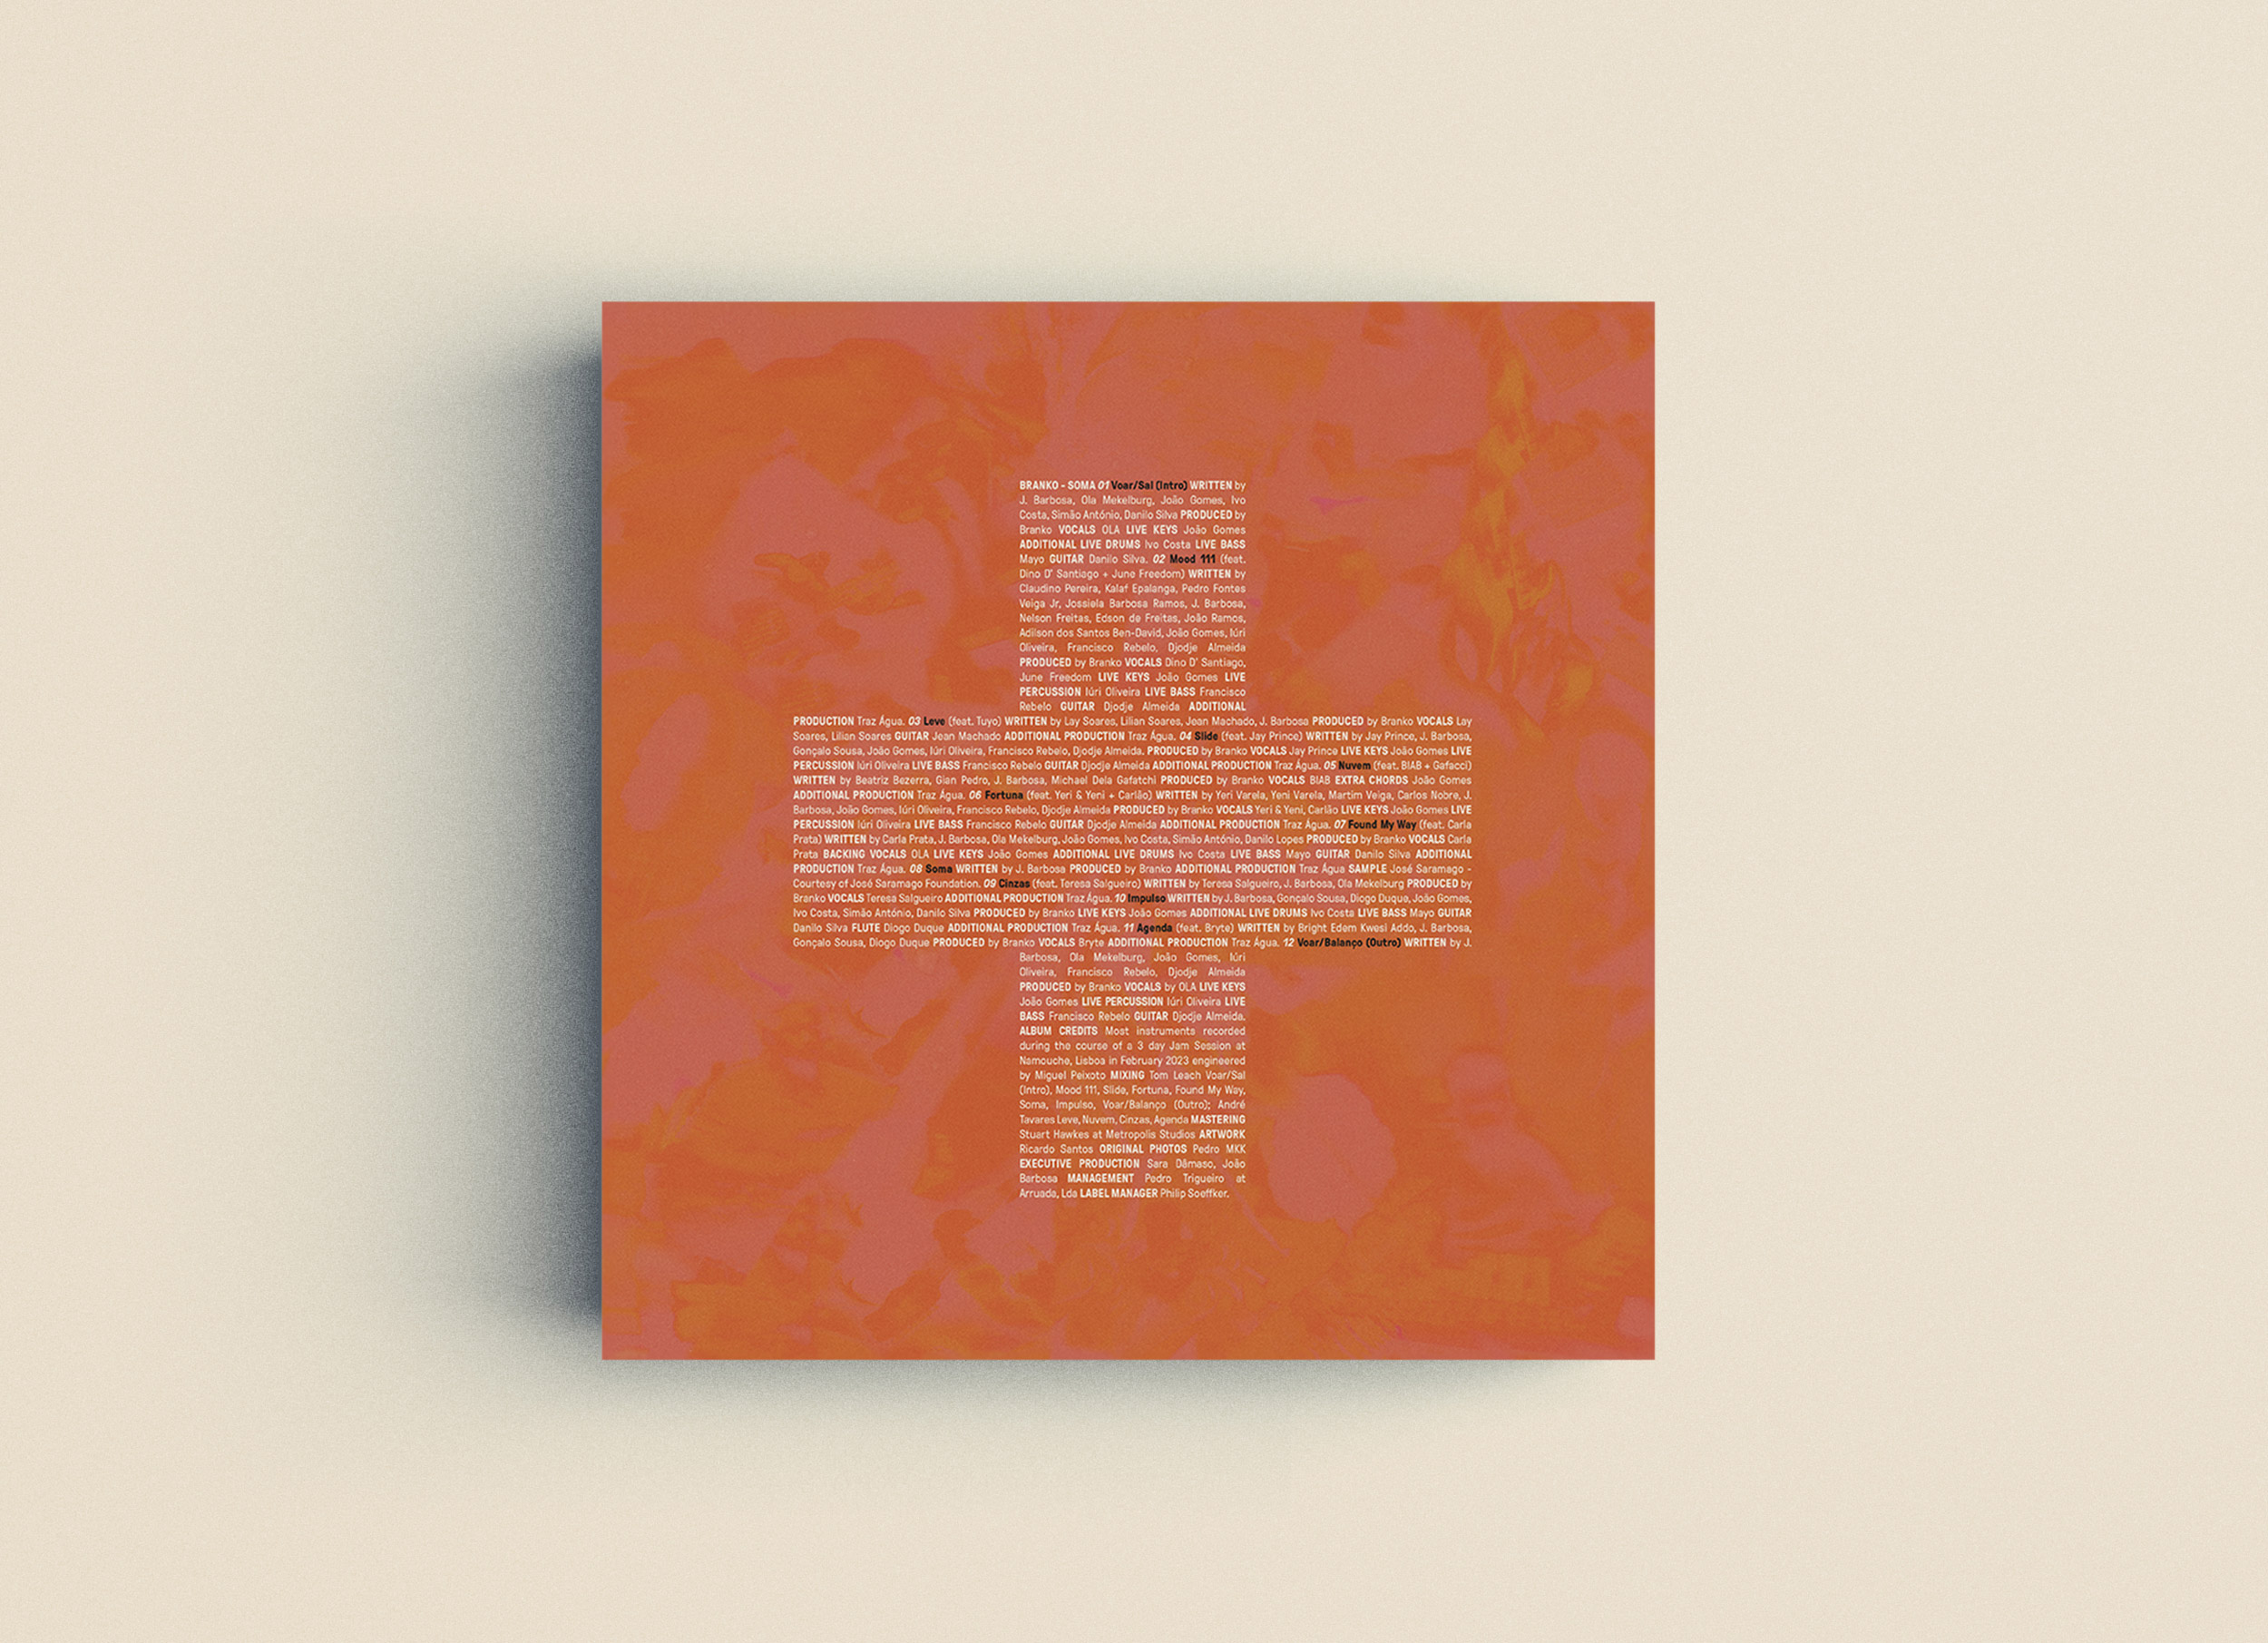 BRANKO - SOMA 01 Voar/Sal (Intro) WRITTEN by
J. Barbosa, Ola Mekelburg, João Gomes, Ivo
Costa, Simão António, Danilo Silva PRODUCED by
Branko VOCALS OLA LIVE KEYS João Gomes
ADDITIONAL LIVE DRUMS Ivo Costa LIVE BASS
Mayo GUITAR Danilo Silva. 02 Mood 111 (feat.
Dino D' Santiago + June Freedom) WRITTEN by
Claudino Pereira, Kalaf Epalanga, Pedro Fontes
Veiga Jr, Jossiela Barbosa Ramos, J. Barbosa,
Nelson Freitas, Edson de Freitas, João Ramos,
Adilson dos Santos Ben-David, João Gomes, Iúri
Oliveira, Francisco Rebelo, Djodje Almeida
PRODUCED by Branko VOCALS Dino D' Santiago,
June Freedom LIVE KEYS João Gomes LIVE
PERCUSSION Iúri Oliveira LIVE BASS Francisco
Rebelo GUITAR Djodje Almeida ADDITIONAL
PRODUCTION Traz Água. 03 Leve (feat. Tuyo) WRITTEN by Lay Soares, Lilian Soares, Jean Machado, J. Barbosa PRODUCED by Branko VOCALS Lay
Soares, Lilian Soares GUITAR Jean Machado ADDITIONAL PRODUCTION Traz Água. 04 Slide (feat. Jay Prince) WRITTEN by Jay Prince, J. Barbosa,
Gonçalo Sousa, João Gomes, Iúri Oliveira, Francisco Rebelo, Djodje Almeida. PRODUCED by Branko VOCALS Jay Prince LIVE KEYS João Gomes LIVE
PERCUSSION Iúri Oliveira LIVE BASS Francisco Rebelo GUITAR Djodje Almeida ADDITIONAL PRODUCTION Traz Água. 05 Nuvem (feat. BIAB + Gafacci)
WRITTEN by Beatriz Bezerra, Gian Pedro, J. Barbosa, Michael Dela Gafatchi PRODUCED by Branko VOCALS BIAB EXTRA CHORDS João Gomes
ADDITIONAL PRODUCTION Traz Água. 06 Fortuna (feat. Yeri & Yeni + Carlão) WRITTEN by Yeri Varela, Yeni Varela, Martim Veiga, Carlos Nobre, J.
Barbosa, João Gomes, Iúri Oliveira, Francisco Rebelo, Djodje Almeida PRODUCED by Branko VOCALS Yeri & Yeni, Carlão LIVE KEYS João Gomes LIVE
PERCUSSION Iúri Oliveira LIVE BASS Francisco Rebelo GUITAR Djodje Almeida ADDITIONAL PRODUCTION Traz Água. 07 Found My Way (feat. Carla
Prata) WRITTEN by Carla Prata, J. Barbosa, Ola Mekelburg, João Gomes, Ivo Costa, Simão António, Danilo Lopes PRODUCED by Branko VOCALS Carla
Prata BACKING VOCALS OLA LIVE KEYS João Gomes ADDITIONAL LIVE DRUMS Ivo Costa LIVE BASS Mayo GUITAR Danilo Silva ADDITIONAL
PRODUCTION Traz Água. 08 Soma WRITTEN by J. Barbosa PRODUCED by Branko ADDITIONAL PRODUCTION Traz Água SAMPLE José Saramago -
Courtesy of José Saramago Foundation. 09 Cinzas (feat. Teresa Salgueiro) WRITTEN by Teresa Salgueiro, J. Barbosa, Ola Mekelburg PRODUCED by
Branko VOCALS Teresa Salgueiro ADDITIONAL PRODUCTION Traz Água. 10 Impulso WRITTEN by J. Barbosa, Gonçalo Sousa, Diogo Duque, João Gomes,
Ivo Costa, Simão António, Danilo Silva PRODUCED by Branko LIVE KEYS João Gomes ADDITIONAL LIVE DRUMS Ivo Costa LIVE BASS Mayo GUITAR
Danilo Silva FLUTE Diogo Duque ADDITIONAL PRODUCTION Traz Água. 11 Agenda (feat. Bryte) WRITTEN by Bright Edem Kwesi Addo, J. Barbosa,
Gonçalo Sousa, Diogo Duque PRODUCED by Branko VOCALS Bryte ADDITIONAL PRODUCTION Traz Água. 12 Voar/Balanço (Outro) WRITTEN by J.
Barbosa, Ola Mekelburg, João Gomes, Iúri
Oliveira, Francisco Rebelo, Djodje Almeida
PRODUCED by Branko VOCALS by OLA LIVE KEYS
João Gomes LIVE PERCUSSION Iúri Oliveira LIVE
BASS Francisco Rebelo GUITAR Djodje Almeida.
ALBUM CREDITS Most instruments recorded
during the course of a 3 day Jam Session at
Namouche, Lisboa in February 2023 engineered
by Miguel Peixoto MIXING Tom Leach Voar/Sal
(Intro), Mood 111, Slide, Fortuna, Found My Way,
Soma, Impulso, Voar/Balanço (Outro); André
Tavares Leve, Nuvem, Cinzas, Agenda MASTERING
Stuart Hawkes at Metropolis Studios ARTWORK
Ricardo Santos ORIGINAL PHOTOS Pedro MKK
EXECUTIVE PRODUCTION Sara Dâmaso, João
Barbosa MANAGEMENT Pedro Trigueiro at
Arruada, Lda LABEL MANAGER Philip Soeffker.